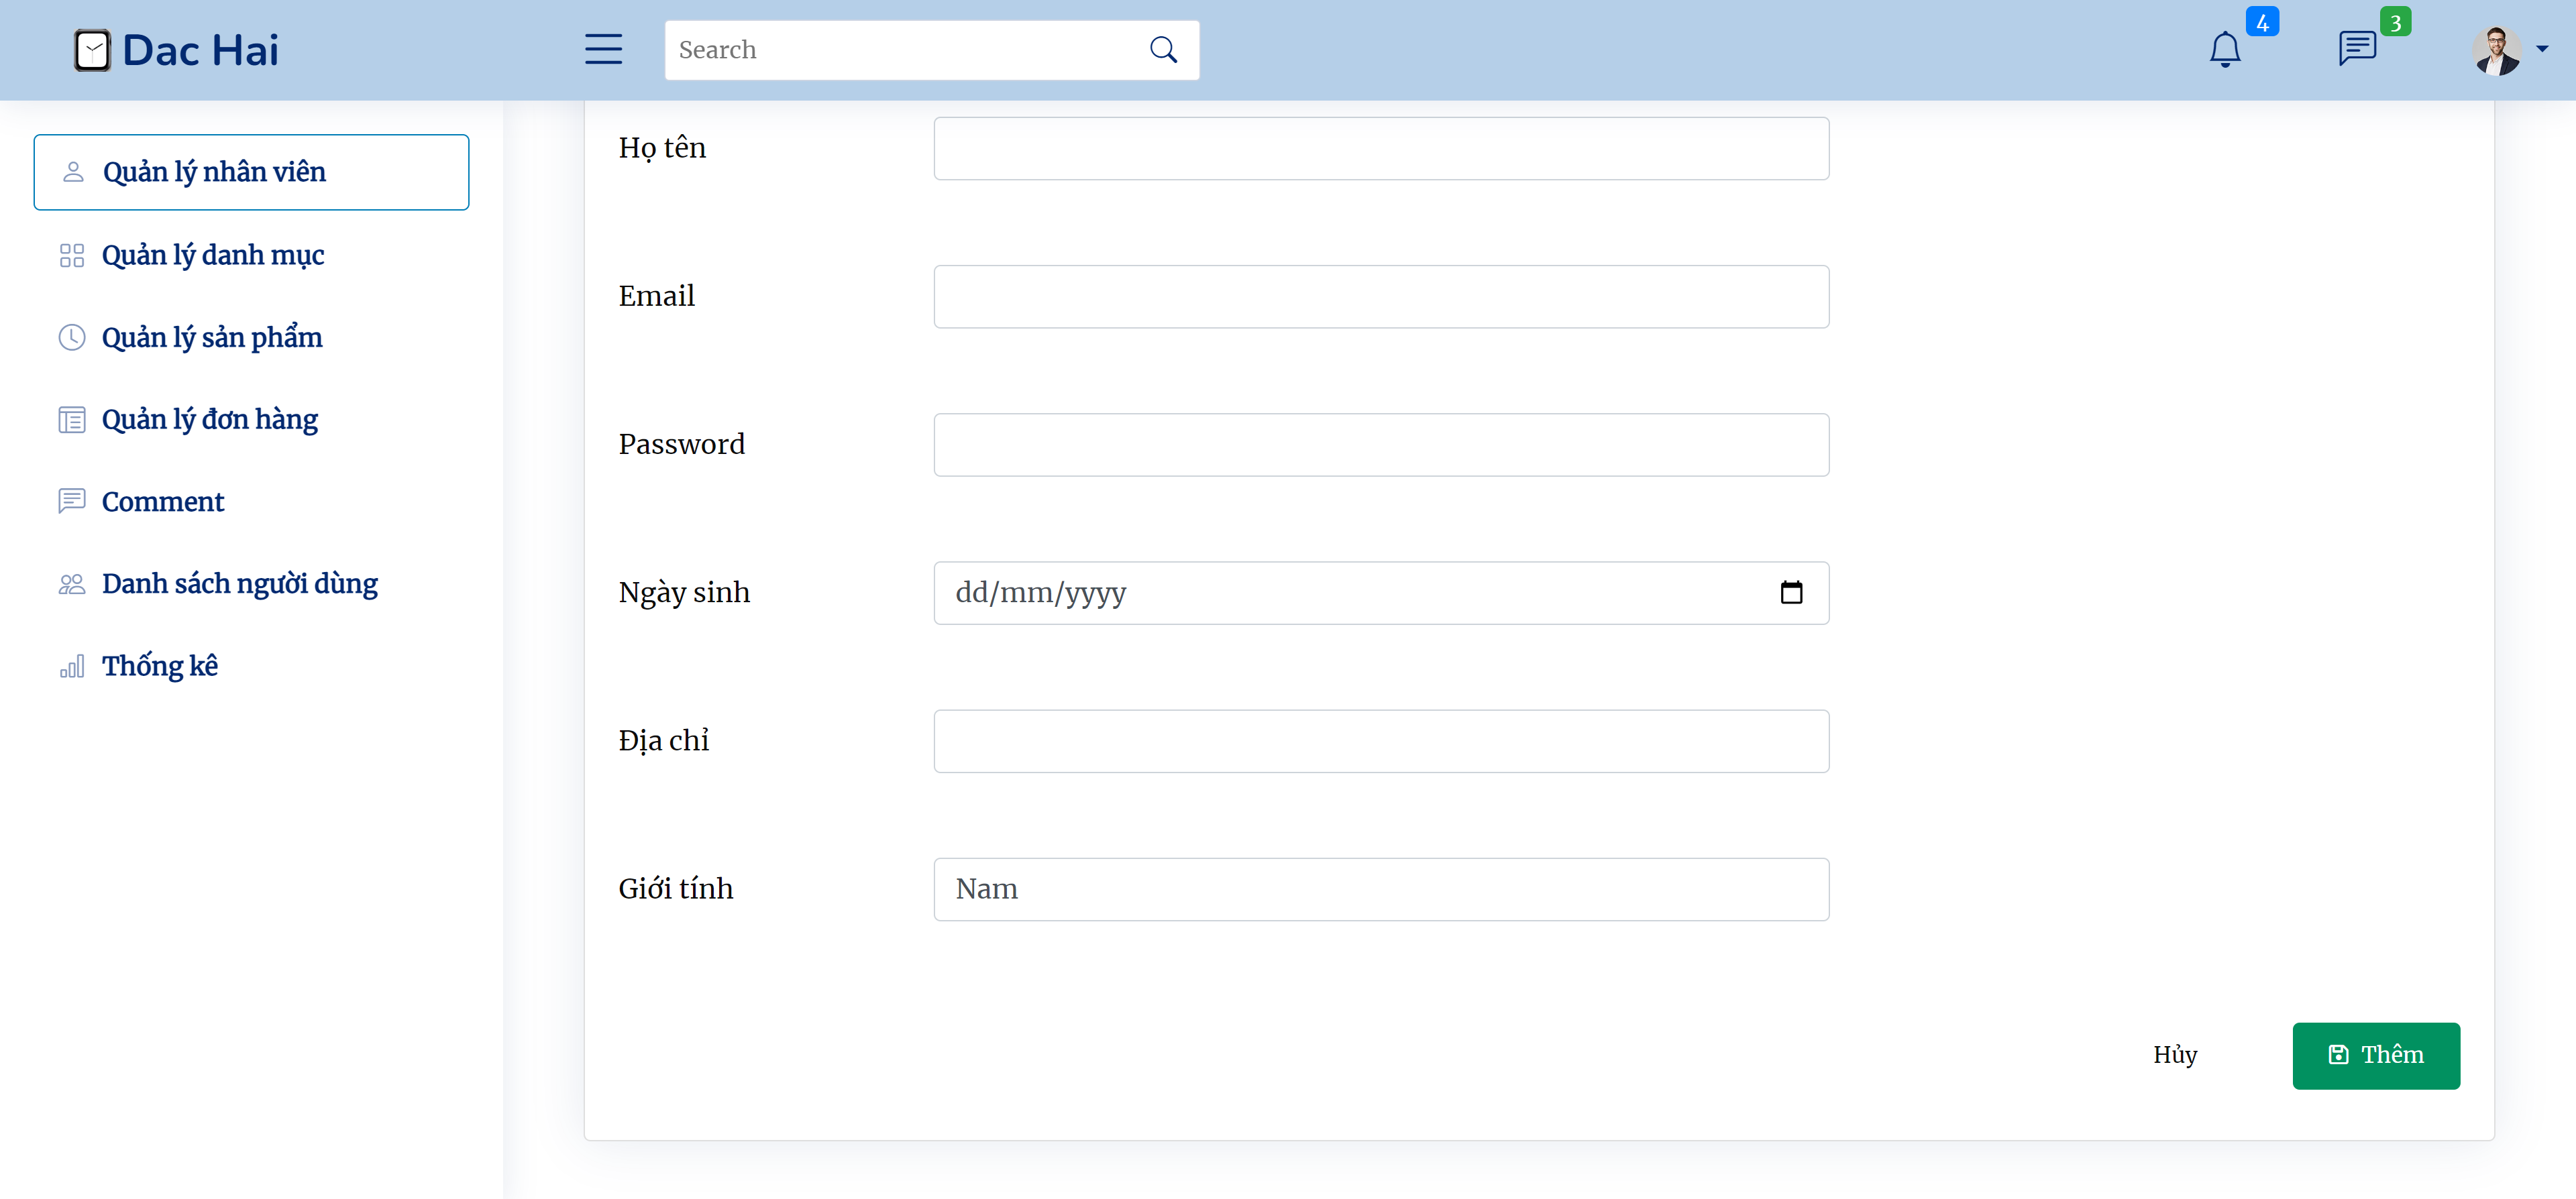 Dac Hai
Search
4
3
Quản lý nhân viên
Quản lý danh mục
Quản lý sản phẩm
Quản lý đơn hàng
Comment
Danh sách người dùng
Thống kê
Họ tên
Email
Password
Ngày sinh
dd/mm/yyyy
Địa chỉ
Giới tính
Nam
Hủy
Thêm